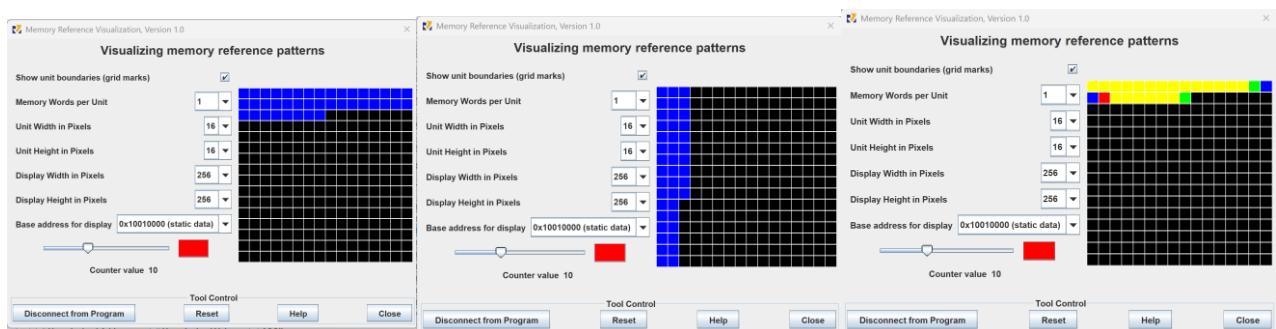 Memory Reference Visualization, Version 1.0
Visualizing memory reference patterns
Show unit boundaries (grid marks)
Memory Words per Unit 1
Unit Width in Pixels 16
Unit Height in Pixels 16
Display Width in Pixels 256
Display Height in Pixels 256
Base address for display 0x10010000 (static data)
Counter value 10
Tool Control
Disconnect from Program Reset Help Close
Memory Reference Visualization, Version 1.0
Visualizing memory reference patterns
Show unit boundaries (grid marks)
Memory Words per Unit 1
Unit Width in Pixels 16
Unit Height in Pixels 16
Display Width in Pixels 256
Display Height in Pixels 256
Base address for display 0x10010000 (static data)
Counter value 10
Tool Control
Disconnect from Program Reset Help Close
Memory Reference Visualization, Version 1.0
Visualizing memory reference patterns
Show unit boundaries (grid marks)
Memory Words per Unit 1
Unit Width in Pixels 16
Unit Height in Pixels 16
Display Width in Pixels 256
Display Height in Pixels 256
Base address for display 0x10010000 (static data)
Counter value 10
Tool Control
Disconnect from Program Reset Help Close